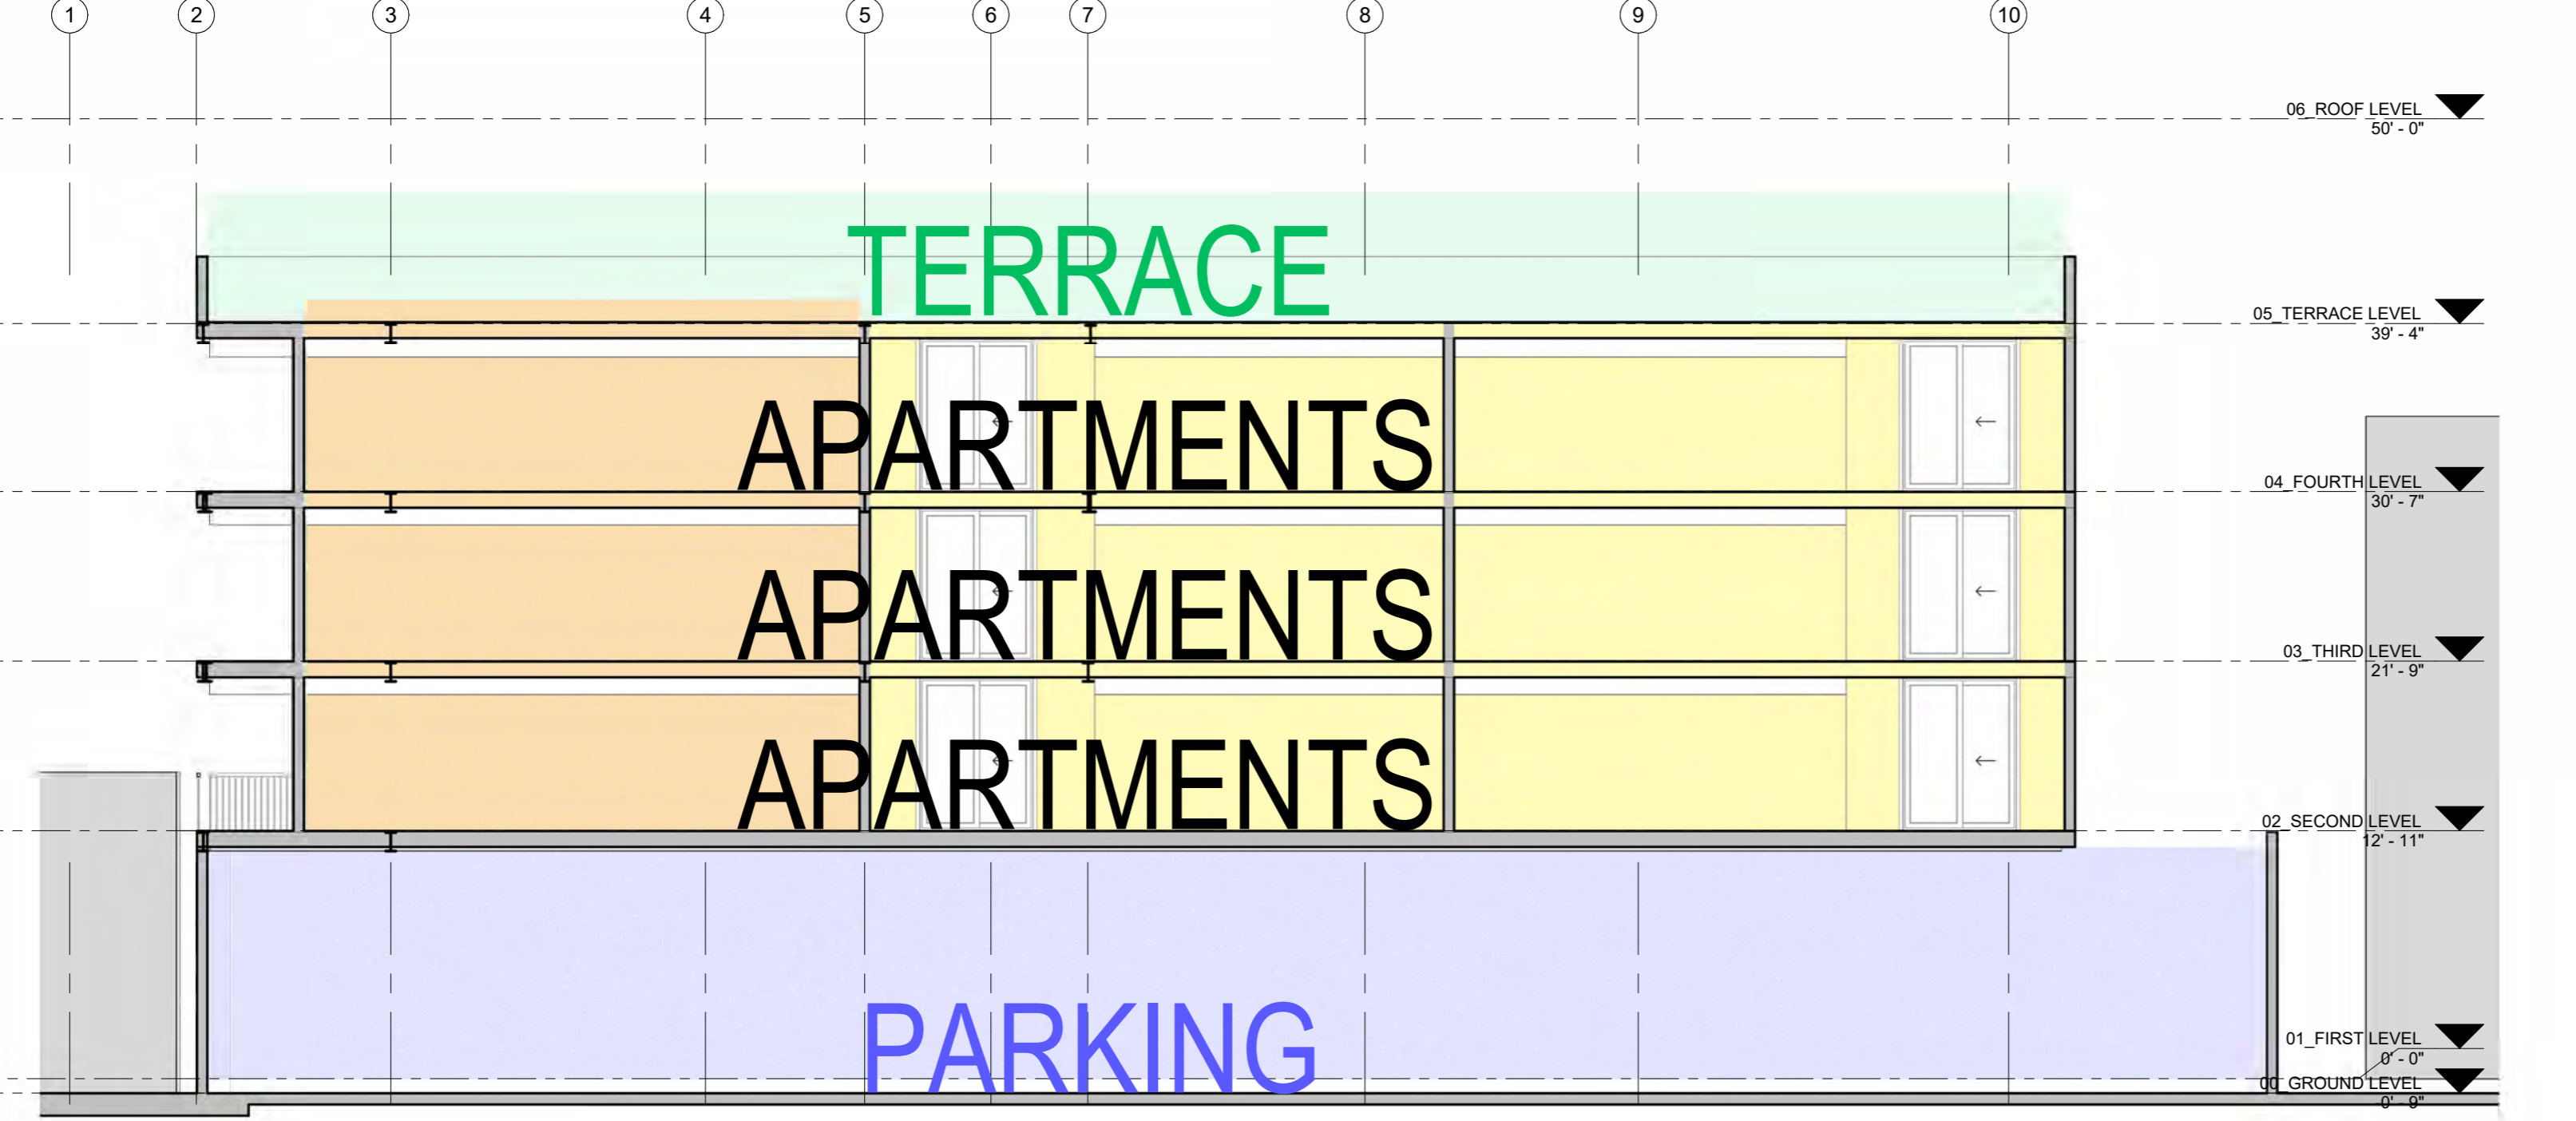 1 2 3 4 5 6 7 8 9 10
06_ROOF LEVEL
50' - 0"
TERRACE
05_TERRACE LEVEL
39' - 4"
APARTMENTS
04_FOURTH LEVEL
30' - 7"
APARTMENTS
03_THIRD LEVEL
21' - 9"
APARTMENTS
02_SECOND LEVEL
12' - 11"
PARKING
01_FIRST LEVEL
0' - 0"
00_GROUND LEVEL
-0' - 9"